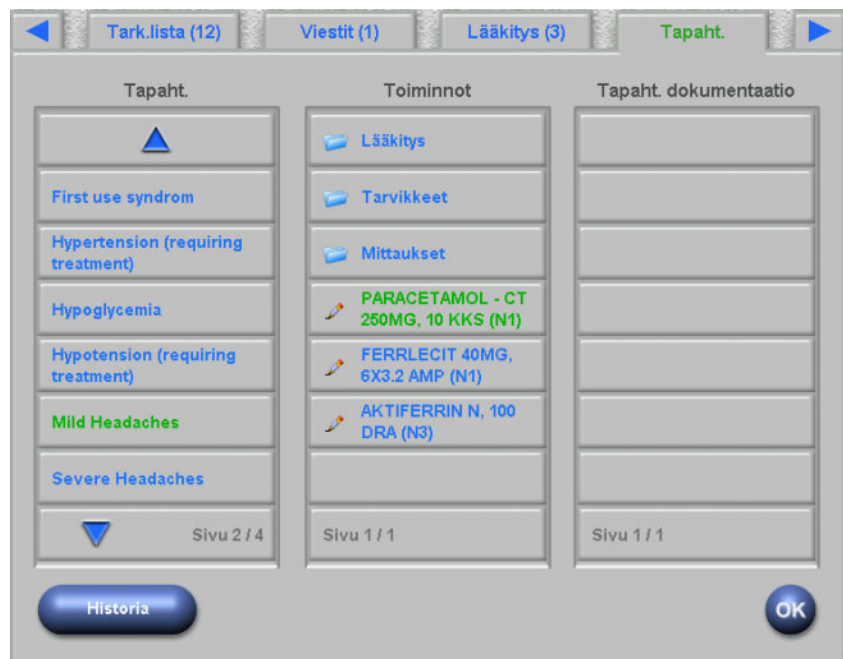 Tark.lista (12)
Viestit (1)
Lääkitys (3)
Tapaht.
Tapaht.
First use syndrom
Hypertension (requiring
treatment)
Hypoglycemia
Hypotension (requiring
treatment)
Mild Headaches
Severe Headaches
Sivu 2 / 4
Toiminnot
Lääkitys
Tarvikkeet
Mittaukset
PARACETAMOL - CT
250MG, 10 KKS (N1)
FERRLECIT 40MG,
6X3.2 AMP (N1)
AKTIFERRIN N, 100
DRA (N3)
Sivu 1 / 1
Tapaht. dokumentaatio
Sivu 1 / 1
Historia
OK